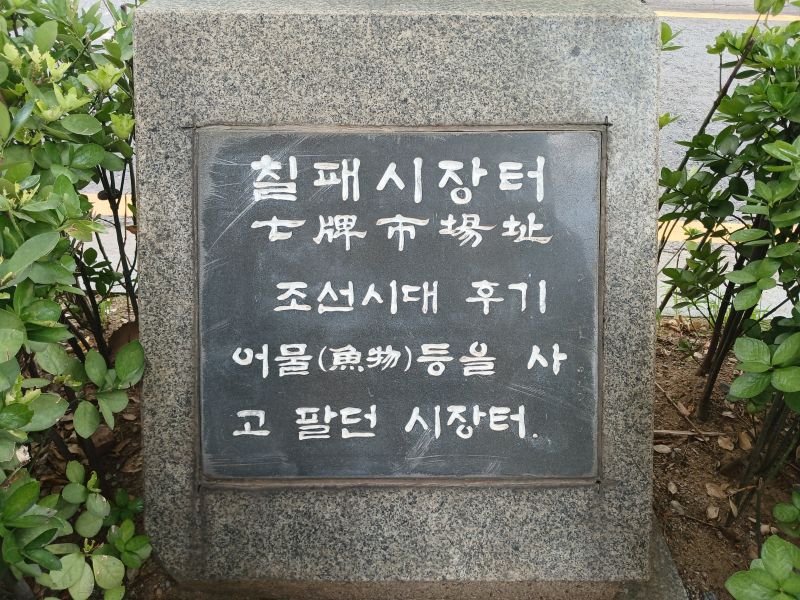 칠패시장터
七牌市場址
조선시대 후기
어물(魚物)등을 사
고 팔던 시장터.